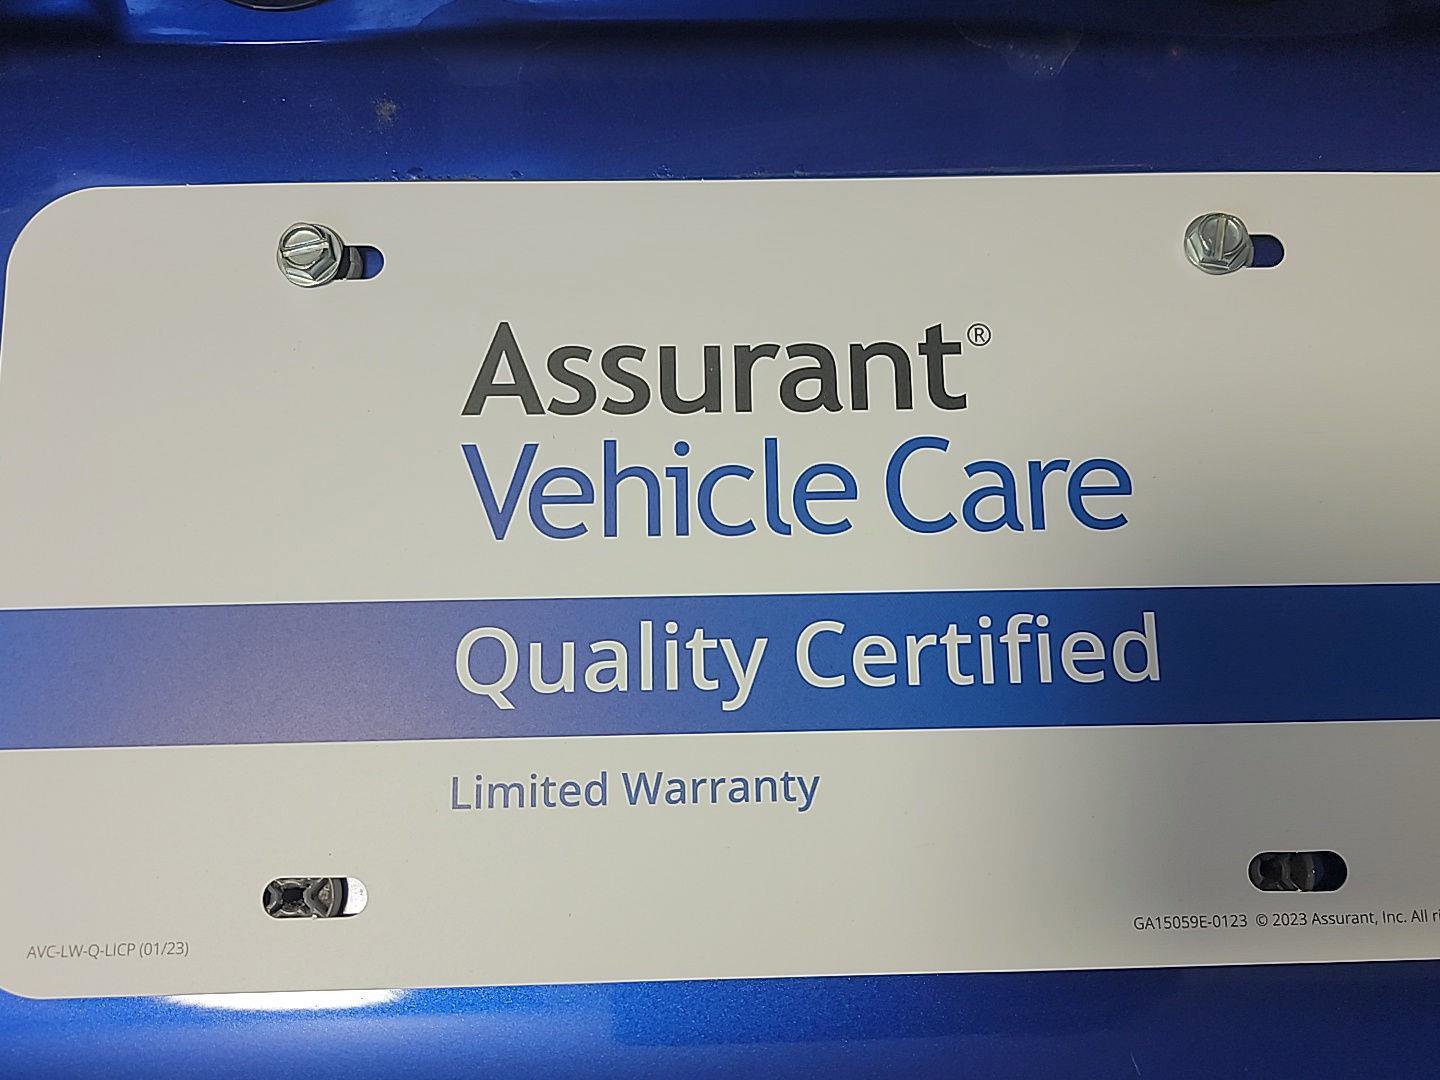 Assurant®
Vehicle Care
Quality Certified
Limited Warranty
AVC-LW-Q-LICP (01/23)
GA15059E-0123 © 2023 Assurant, Inc. All